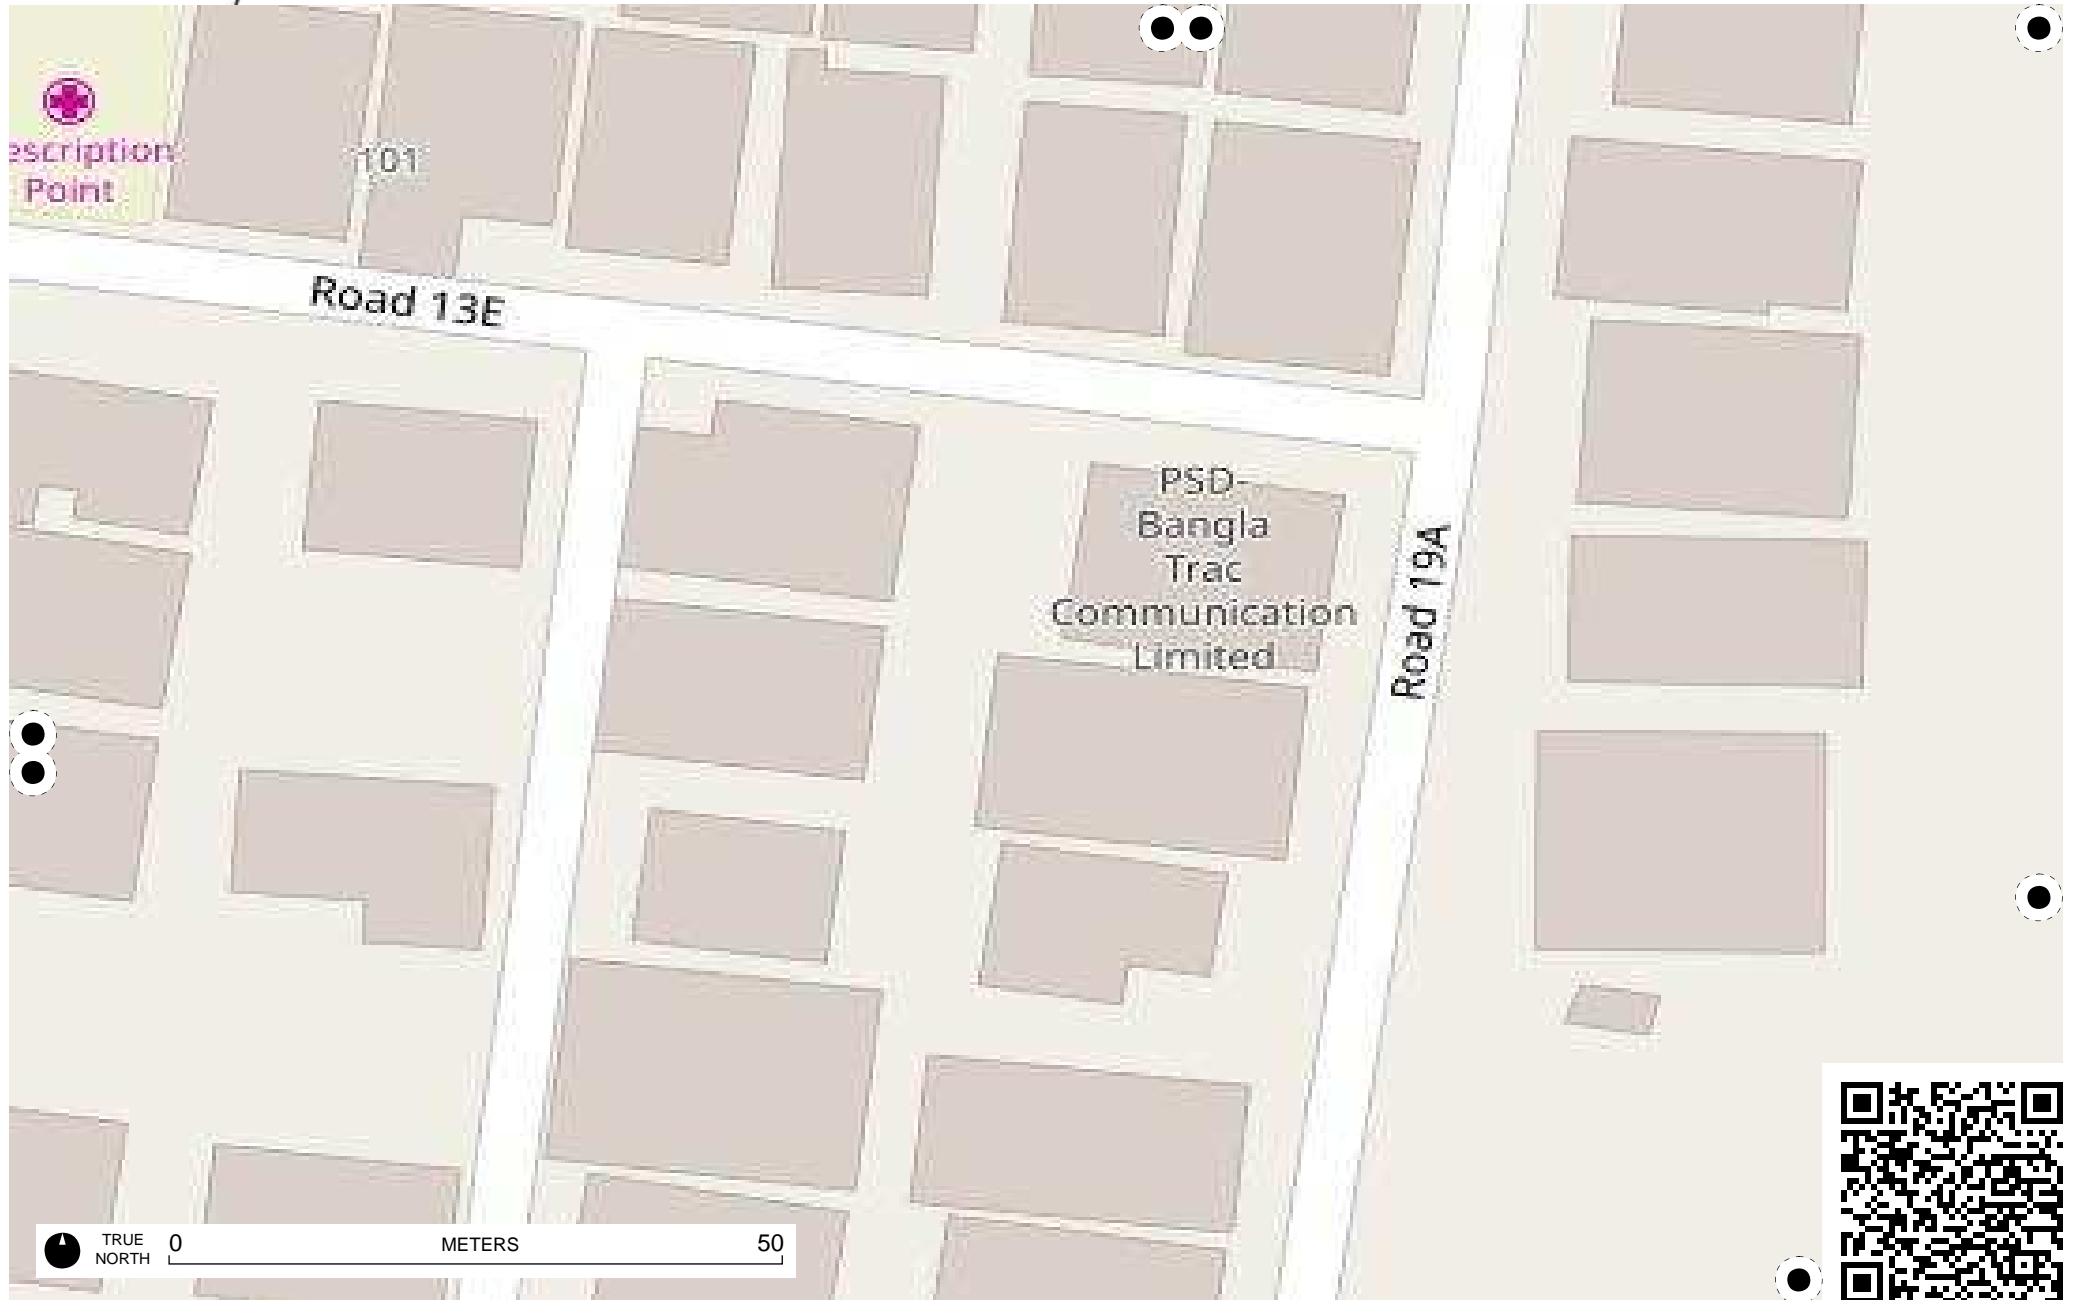 escription
Point
101
Road 13E
PSD-
Bangla
Trac
Communication
Limited
Road 19A
TRUE
NORTH
0
METERS
50